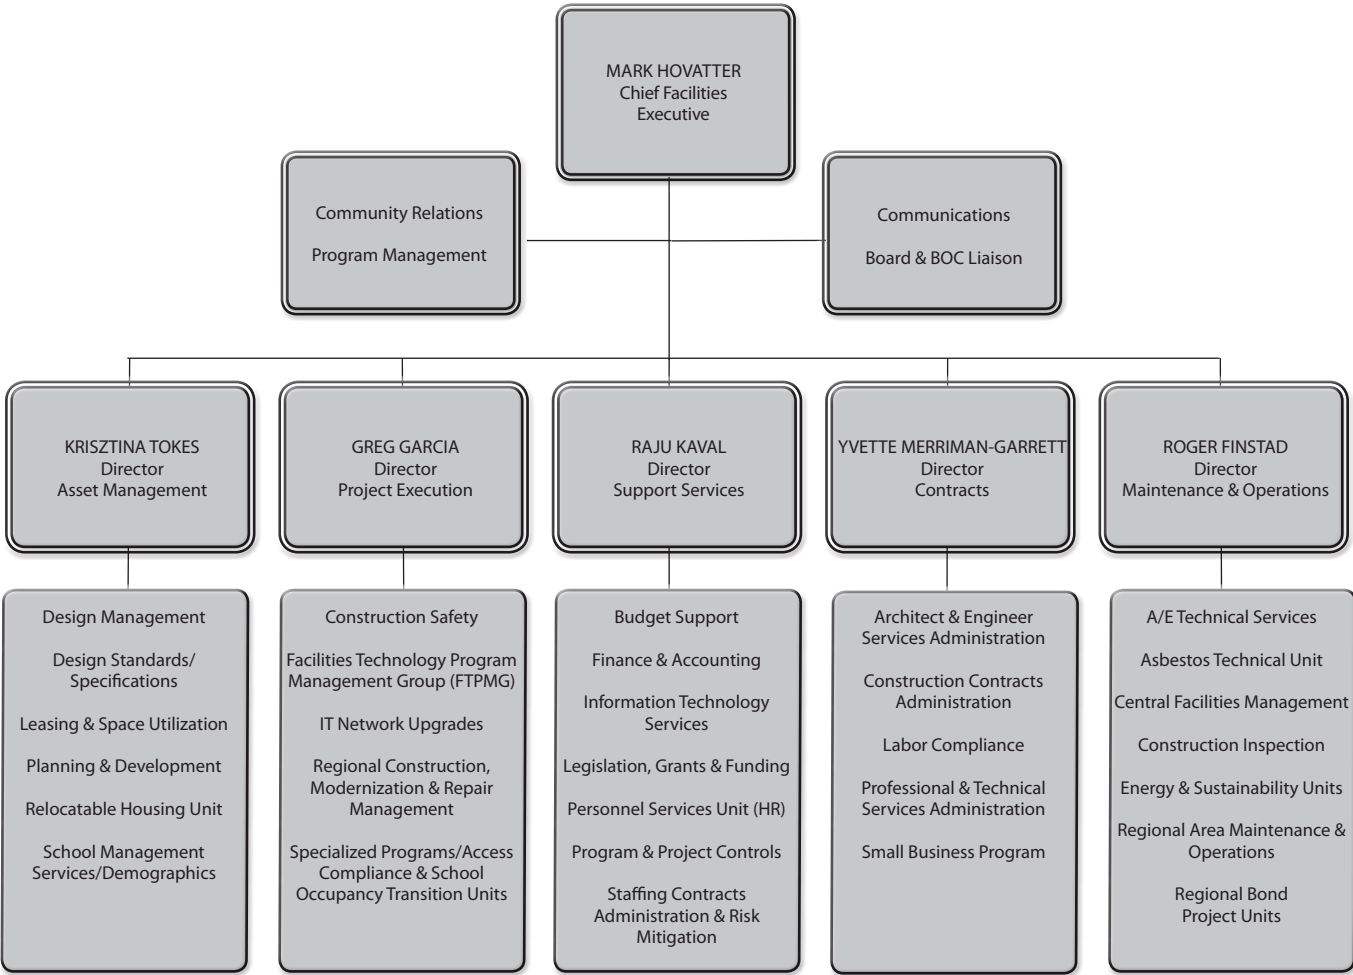 MARK HOVATTER
Chief Facilities
Executive
Community Relations
Program Management
Communications
Board & BOC Liaison
KRISZTINA TOKES
Director
Asset Management
GREG GARCIA
Director
Project Execution
RAJU KAVAL
Director
Support Services
YVETTE MERRIMAN-GARRETT
Director
Contracts
ROGER FINSTAD
Director
Maintenance & Operations
Design Management
Design Standards/
Specifications
Leasing & Space Utilization
Planning & Development
Relocatable Housing Unit
School Management
Services/Demographics
Construction Safety
Facilities Technology Program
Management Group (FTPMG)
IT Network Upgrades
Regional Construction,
Modernization & Repair
Management
Specialized Programs/Access
Compliance & School
Occupancy Transition Units
Budget Support
Finance & Accounting
Information Technology
Services
Legislation, Grants & Funding
Personnel Services Unit (HR)
Program & Project Controls
Staffing Contracts
Administration & Risk
Mitigation
Architect & Engineer
Services Administration
Construction Contracts
Administration
Labor Compliance
Professional & Technical
Services Administration
Small Business Program
A/E Technical Services
Asbestos Technical Unit
Central Facilities Management
Construction Inspection
Energy & Sustainability Units
Regional Area Maintenance &
Operations
Regional Bond
Project Units